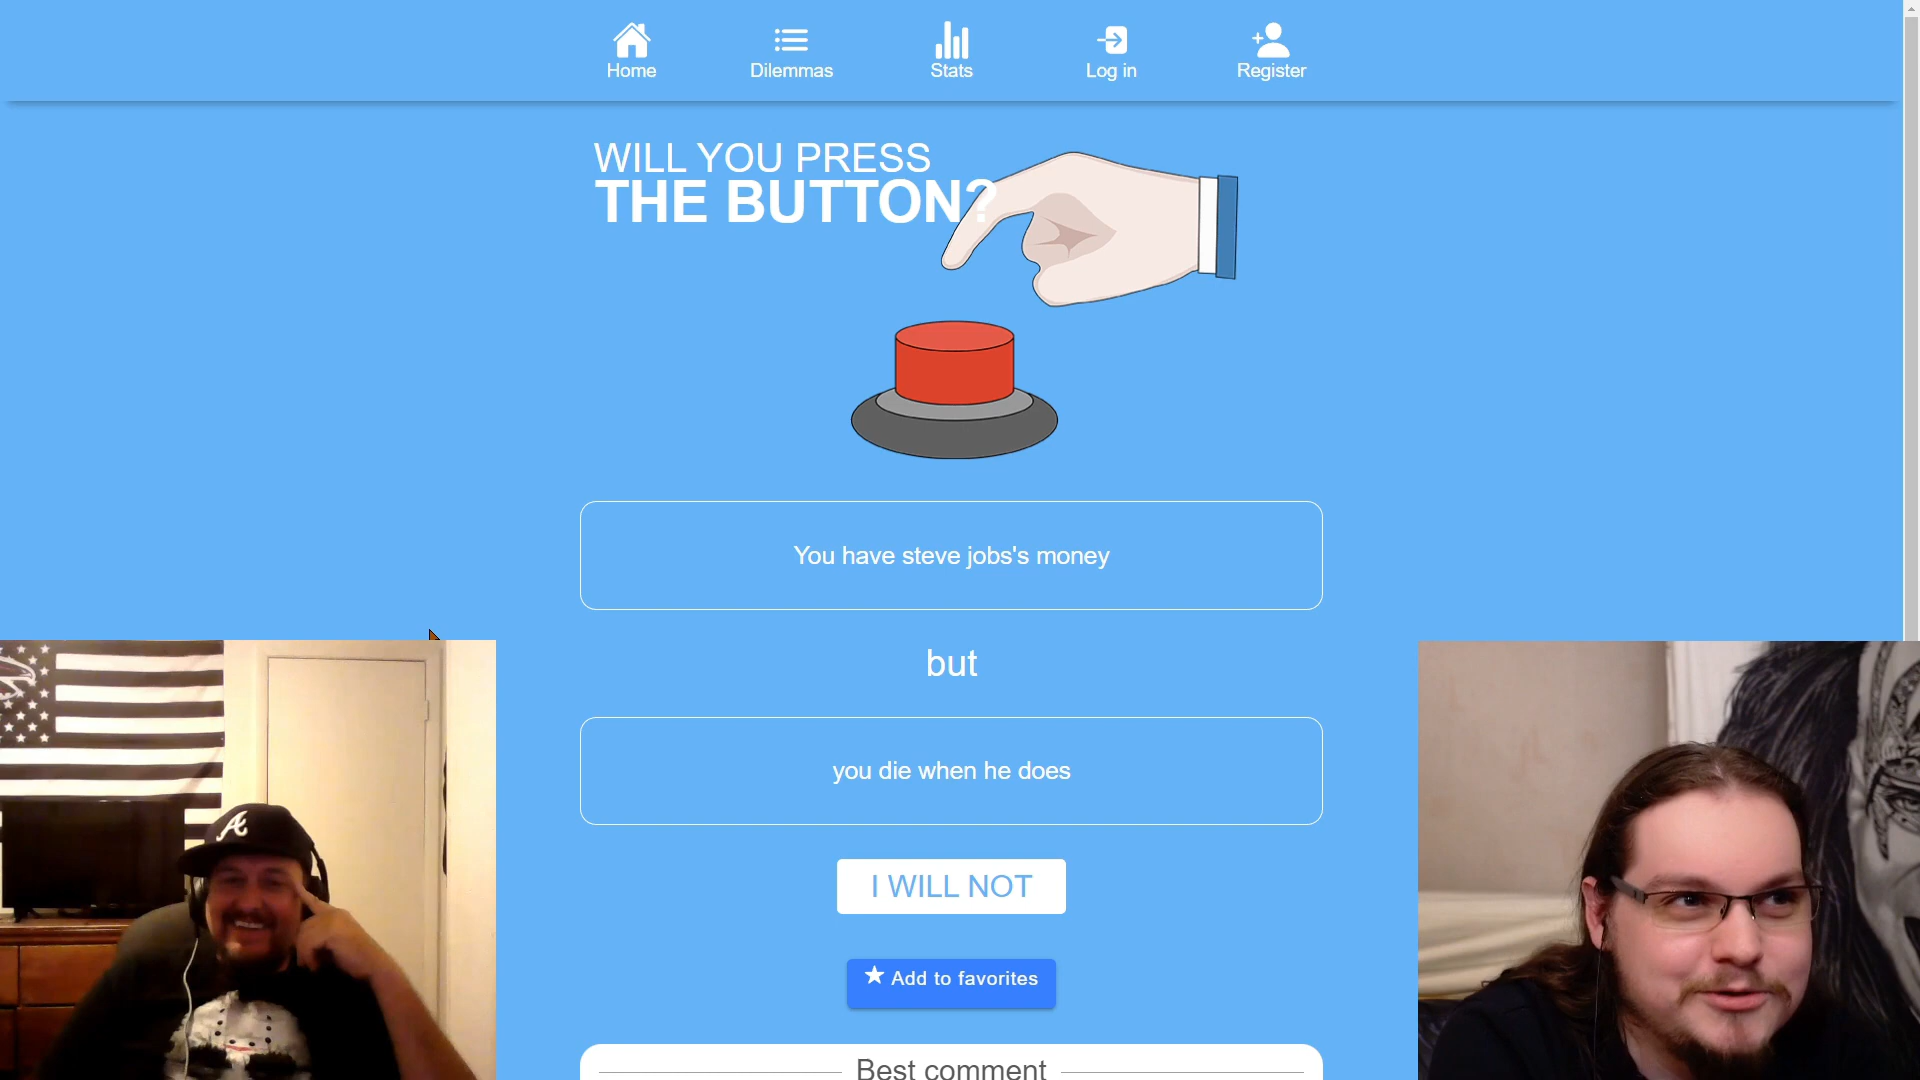 Home
Dilemmas
Stats
Log in
Register
WILL YOU PRESS
THE BUTTON?
You have steve jobs's money
but
you die when he does
I WILL NOT
Add to favorites
Best comment
A